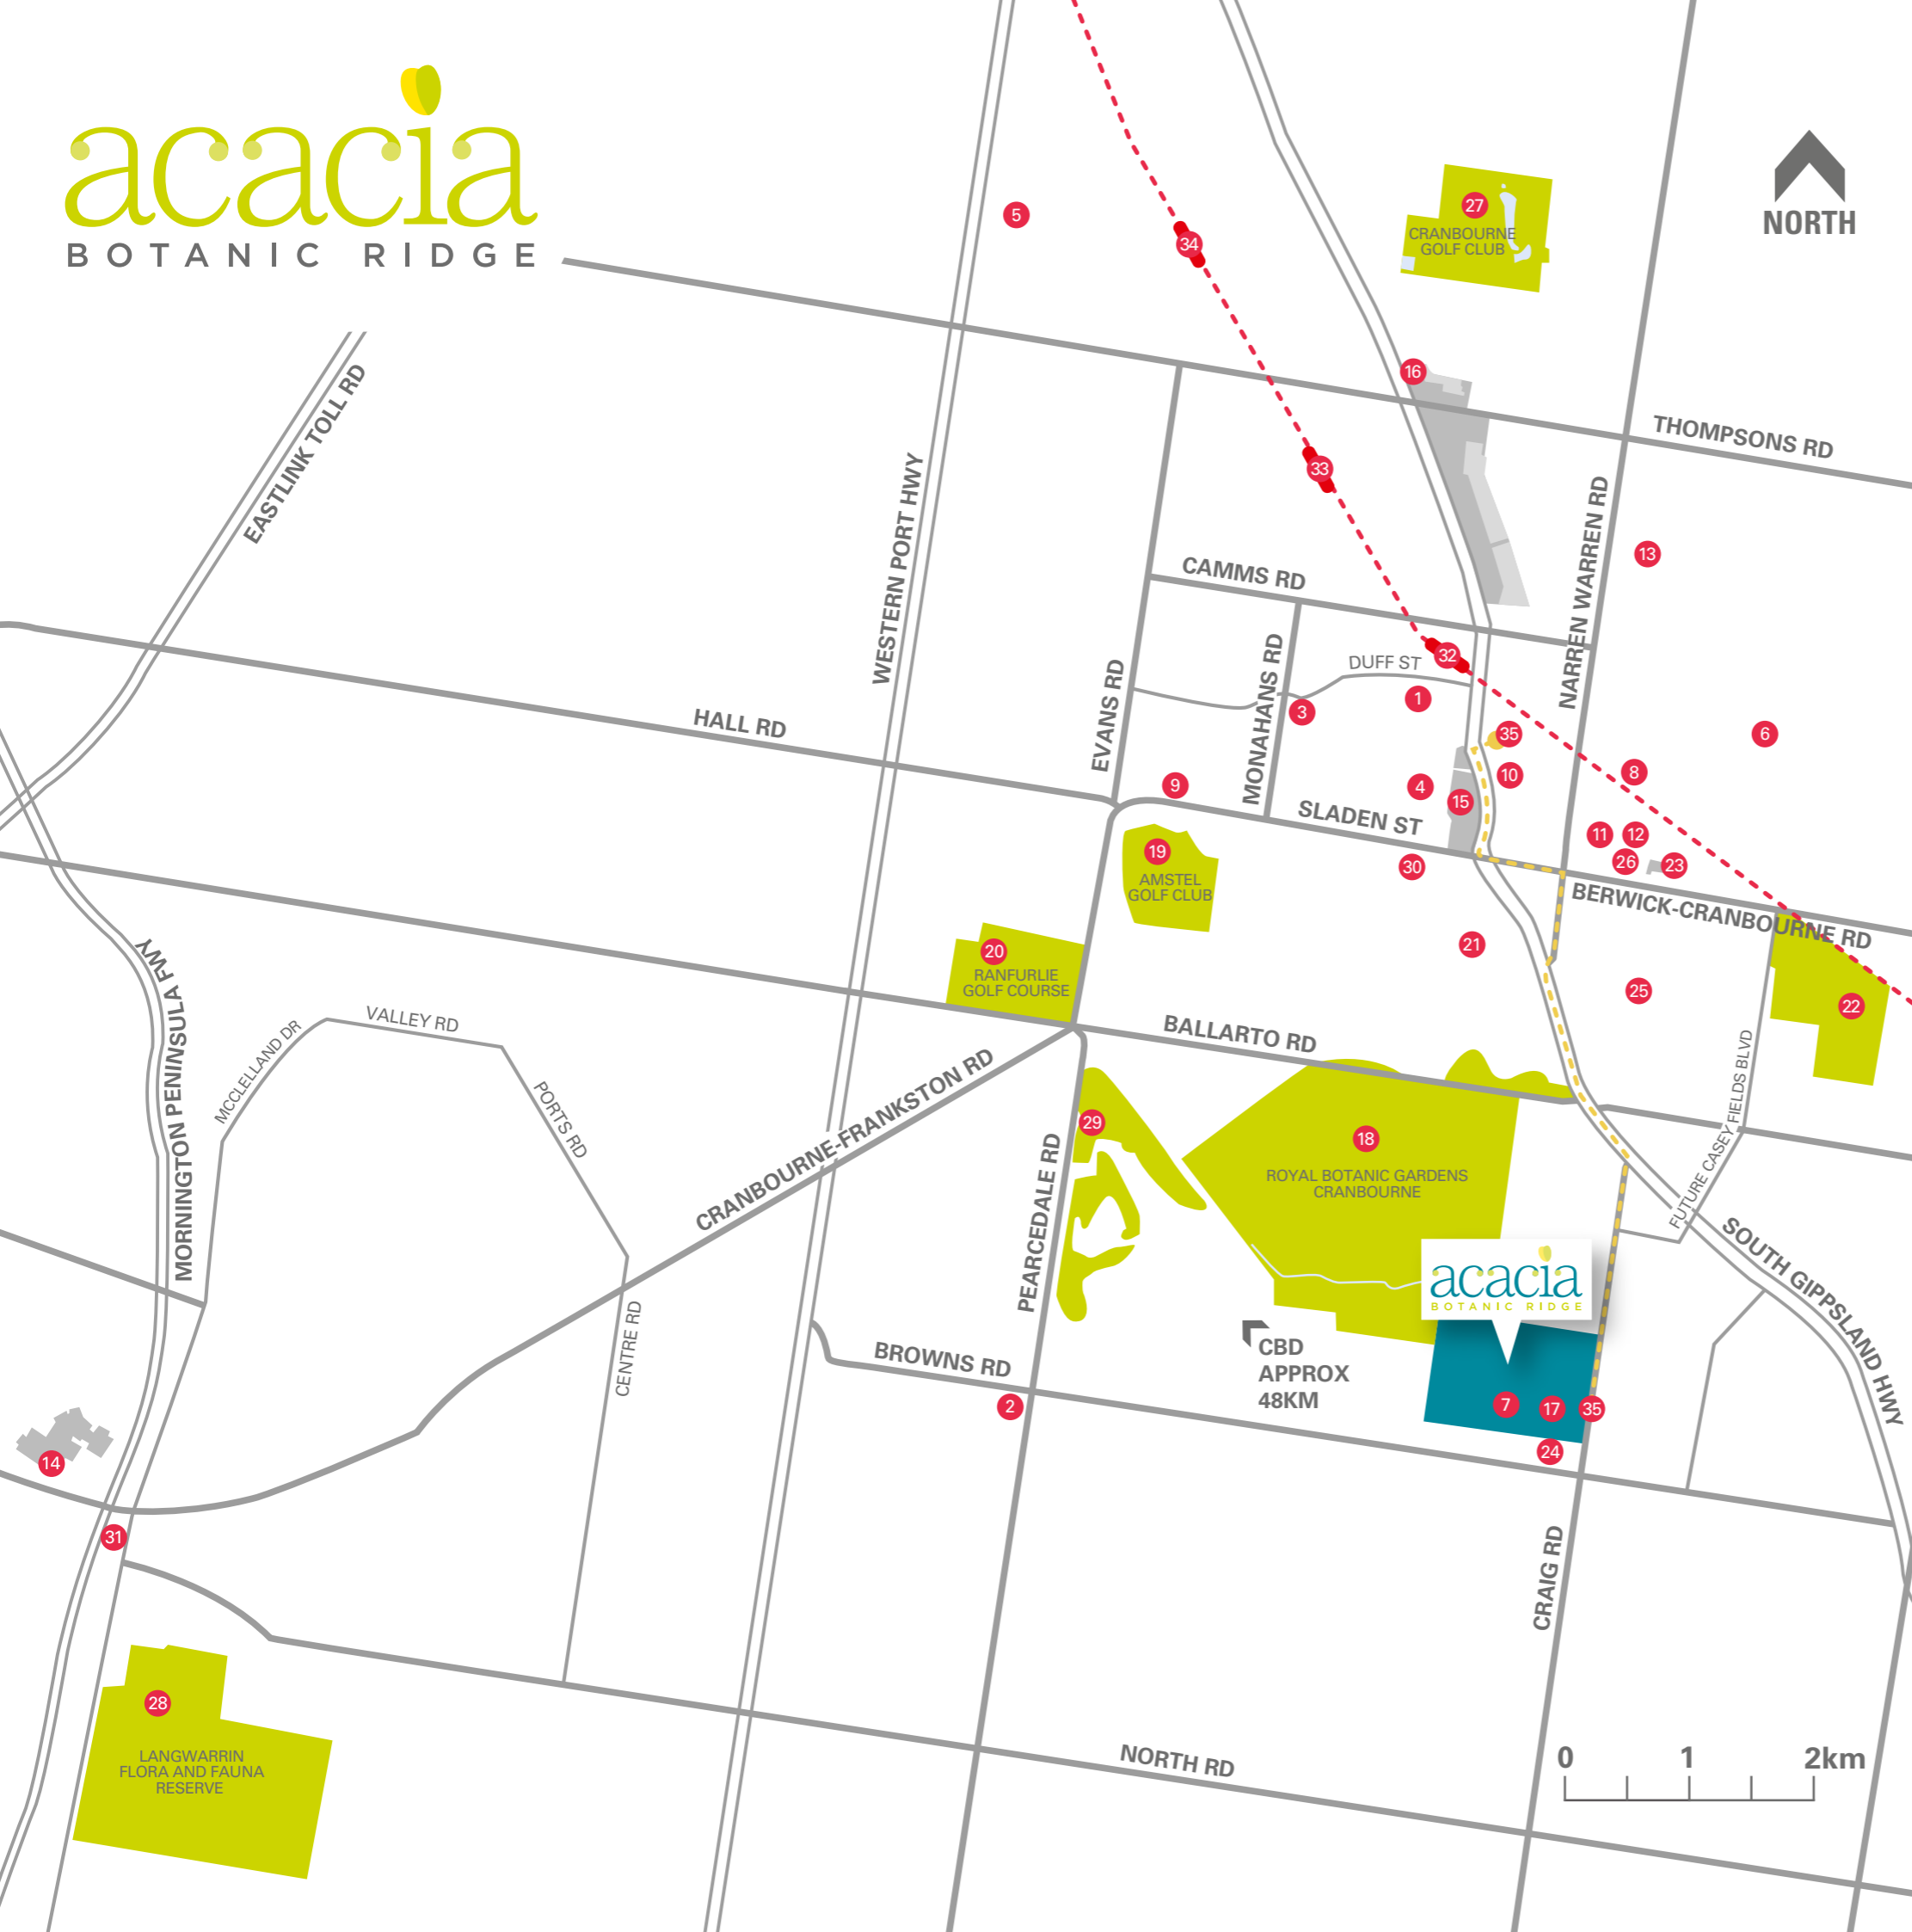 acacia
BOTANIC RIDGE
NORTH
5
34
27
CRANBOURNE
GOLF CLUB
16
THOMPSONS RD
EASTLINK TOLL RD
WESTERN PORT HWY
33
NARREN WARREN RD
13
CAMMS RD
DUFF ST
32
1
3
MONAHANS RD
EVANS RD
HALL RD
35
6
10
8
9
4
15
SLADEN ST
11
12
26
23
30
19
AMSTEL
GOLF CLUB
BERWICK-CRANBOURNE RD
21
20
RANFURLIE
GOLF COURSE
25
22
MORNINGTON PENINSULA FWY
MCCLELLAND DR
VALLEY RD
PORTS RD
BALLARTO RD
CRANBOURNE-FRANKSTON RD
29
18
ROYAL BOTANIC GARDENS
CRANBOURNE
FUTURE CASEY FIELDS BLVD
PEARCEDALE RD
SOUTH GIPPSLAND HWY
acacia
BOTANIC RIDGE
CENTRE RD
BROWNS RD
CBD
APPROX
48KM
2
7
17
35
24
14
31
CRAIG RD
28
LANGWARRIN
FLORA AND FAUNA
RESERVE
NORTH RD
0 1 2km